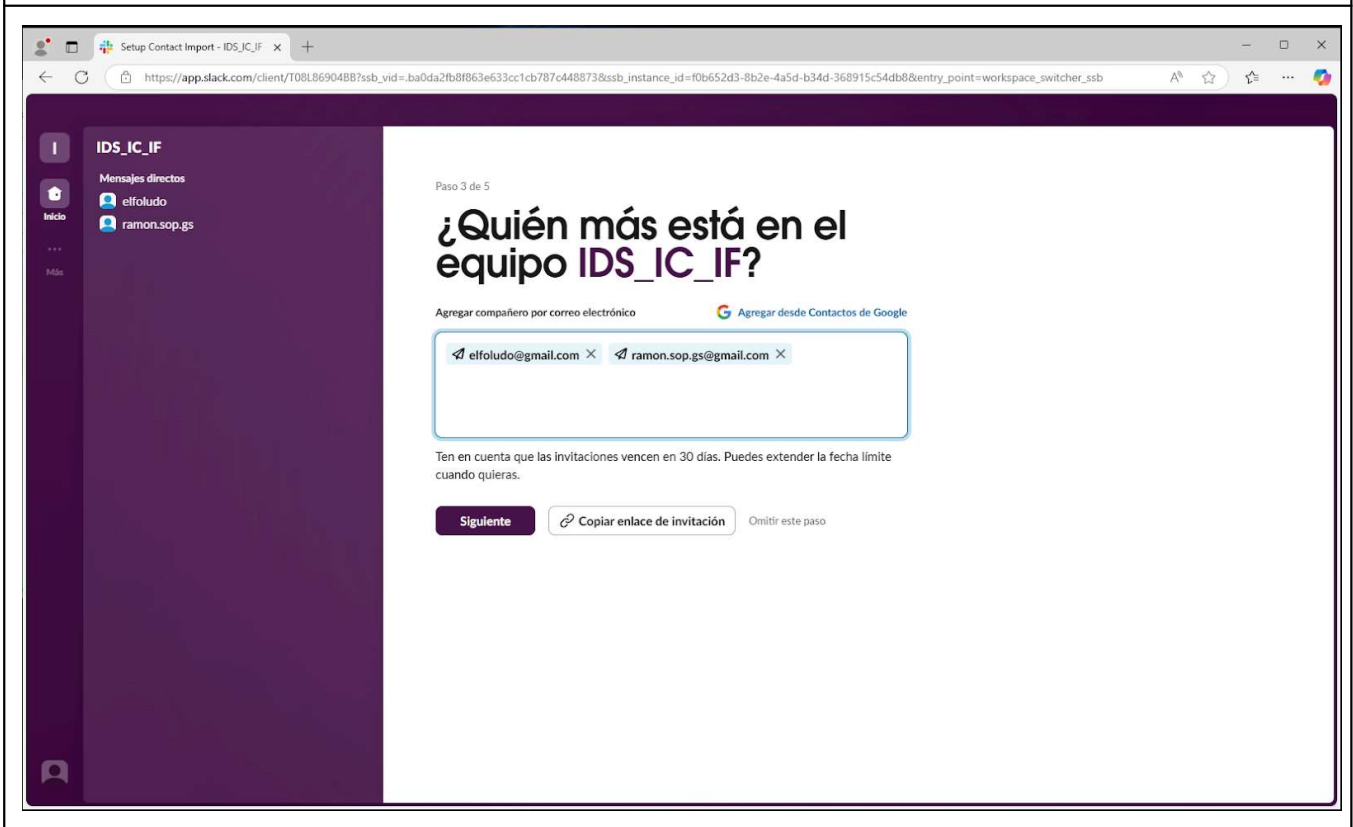 Setup Contact Import - IDS_IC_IF
https://app.slack.com/client/T08L86904BB?ssb_vid=.ba0da2fb8f863e633cc1cb787c448873&ssb_instance_id=f0b652d3-8b2e-4a5d-b34d-368915c54db8&entry_point=workspace_switcher_ssb
I
IDS_IC_IF
Mensajes directos
elfoludo
ramon.sop.gs
Inicio
Más
Paso 3 de 5
¿Quién más está en el
equipo IDS_IC_IF?
Agregar compañero por correo electrónico
Agregar desde Contactos de Google
elfoludo@gmail.com
ramon.sop.gs@gmail.com
Ten en cuenta que las invitaciones vencen en 30 días. Puedes extender la fecha límite
cuando quieras.
Siguiente
Copiar enlace de invitación
Omitir este paso